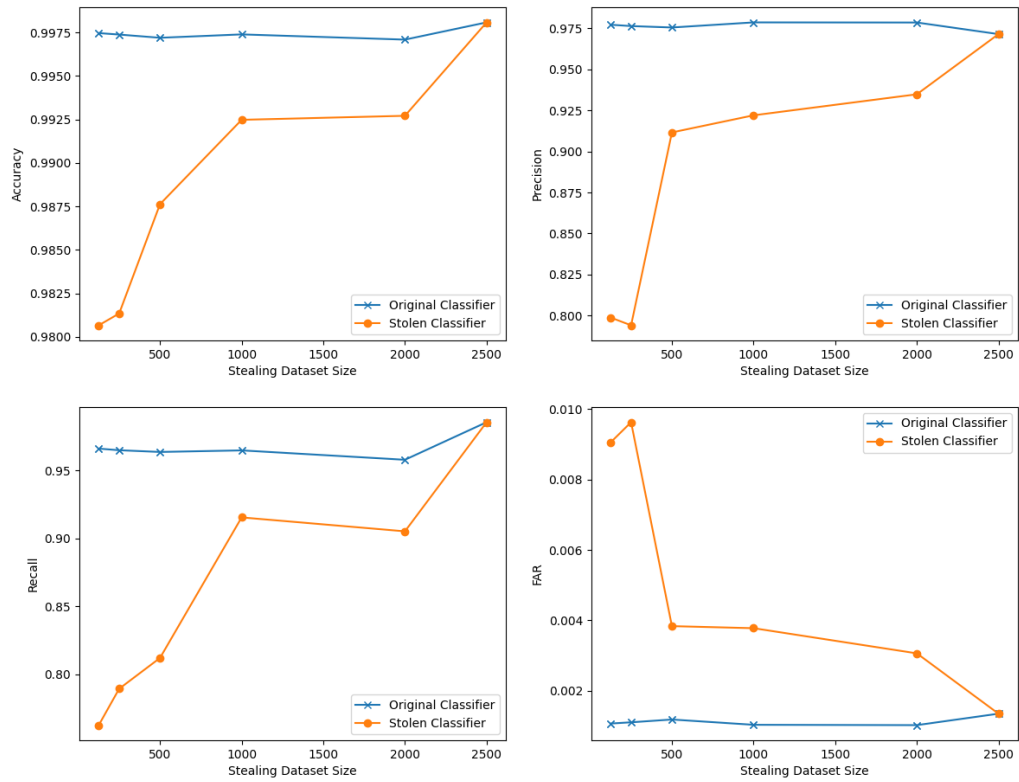 0.9975
0.9950
0.9925
0.9900
0.9875
0.9850
0.9825
0.9800
Accuracy
Original Classifier
Stolen Classifier
500
1000
1500
2000
2500
Stealing Dataset Size
0.975
0.950
0.925
0.900
0.875
0.850
0.825
0.800
Precision
Original Classifier
Stolen Classifier
500
1000
1500
2000
2500
Stealing Dataset Size
0.95
0.90
0.85
0.80
Recall
Original Classifier
Stolen Classifier
500
1000
1500
2000
2500
Stealing Dataset Size
0.010
0.008
0.006
0.004
0.002
FAR
Original Classifier
Stolen Classifier
500
1000
1500
2000
2500
Stealing Dataset Size